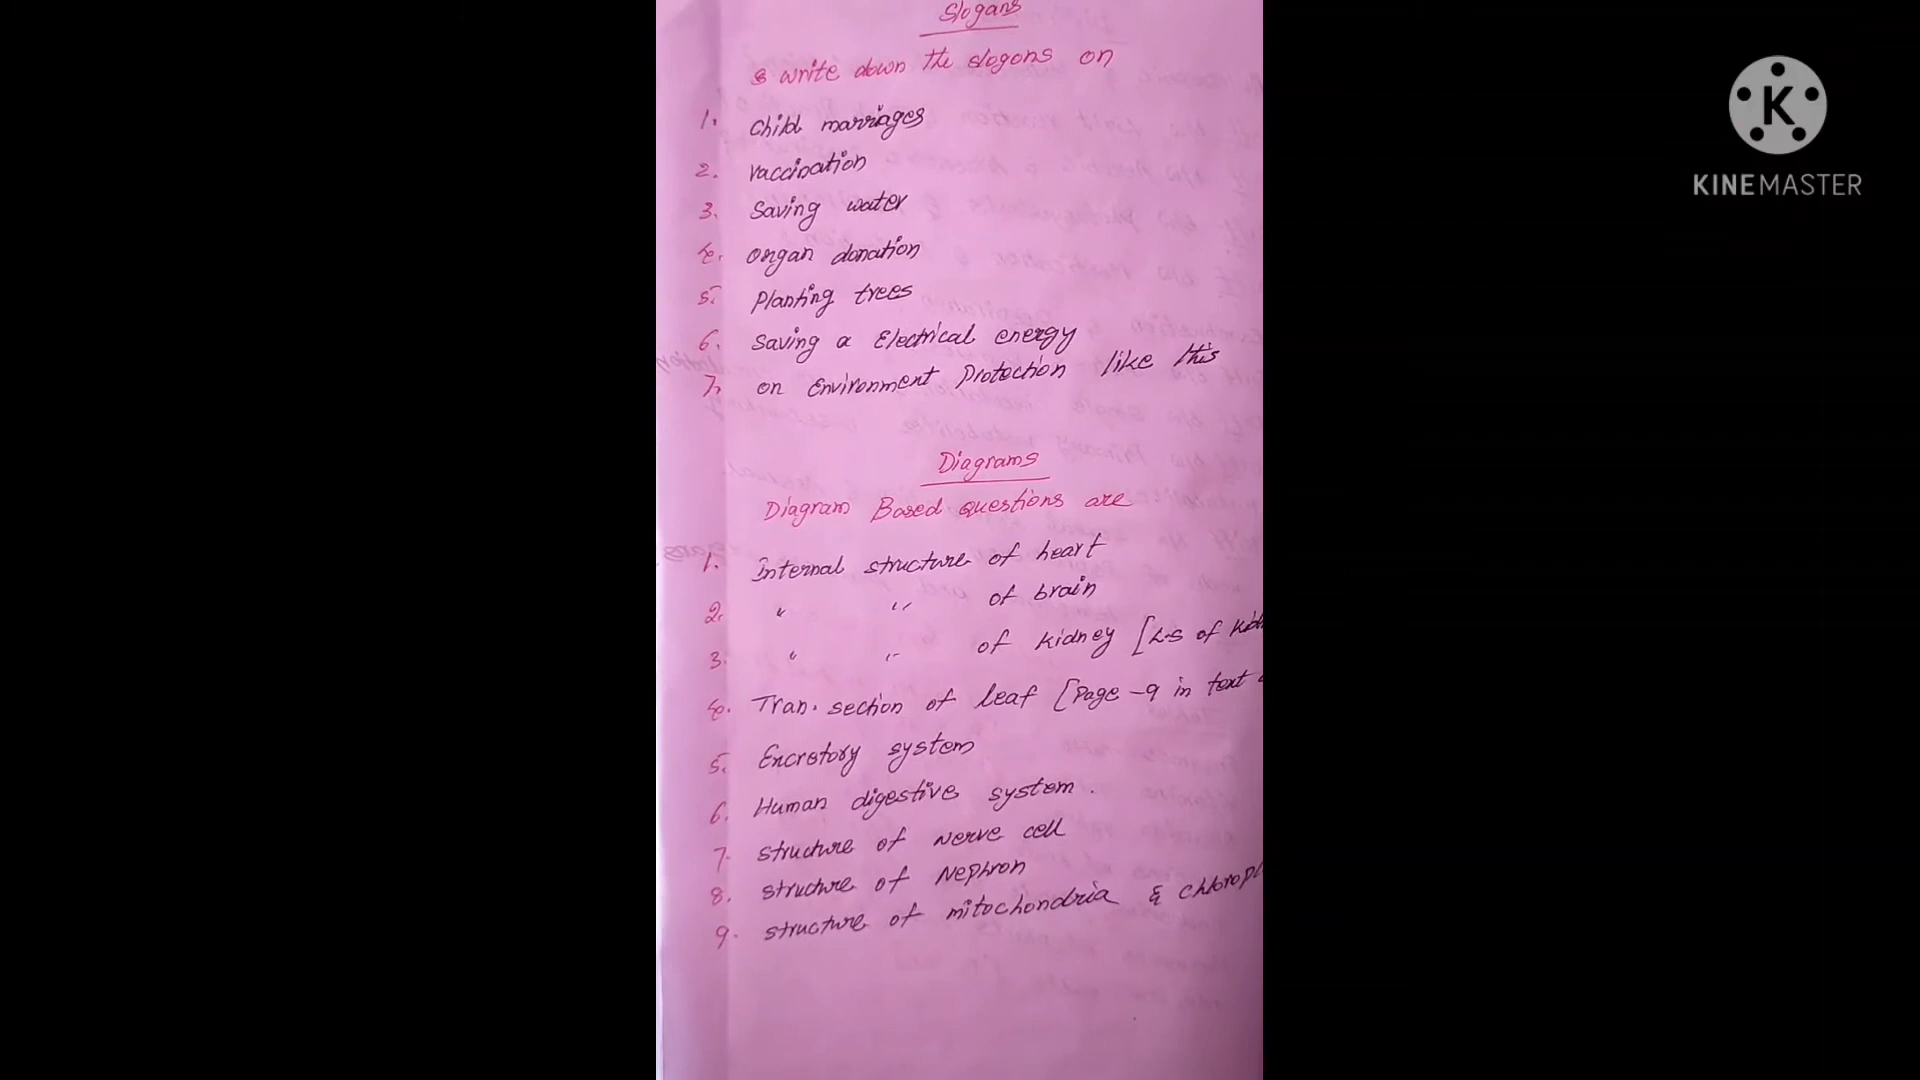 Slogans
write down the slogons on
1. Child marriages
2. Vaccination
3. Saving water
4. Organ donation
5. Planting trees
6. Saving a Electrical energy
7. on Environment Protection like this
Diagrams
Diagram Based questions are
1. Internal structure of heart
2. " " of brain
3. " " of kidney [L-S of
4. Tran. section of leaf [Page -9 in text
5. Excretory system
6. Human digestive system.
7. structure of Nerve cell
8. structure of Nephron
9. structure of mitochondria &
K
KINEMASTER